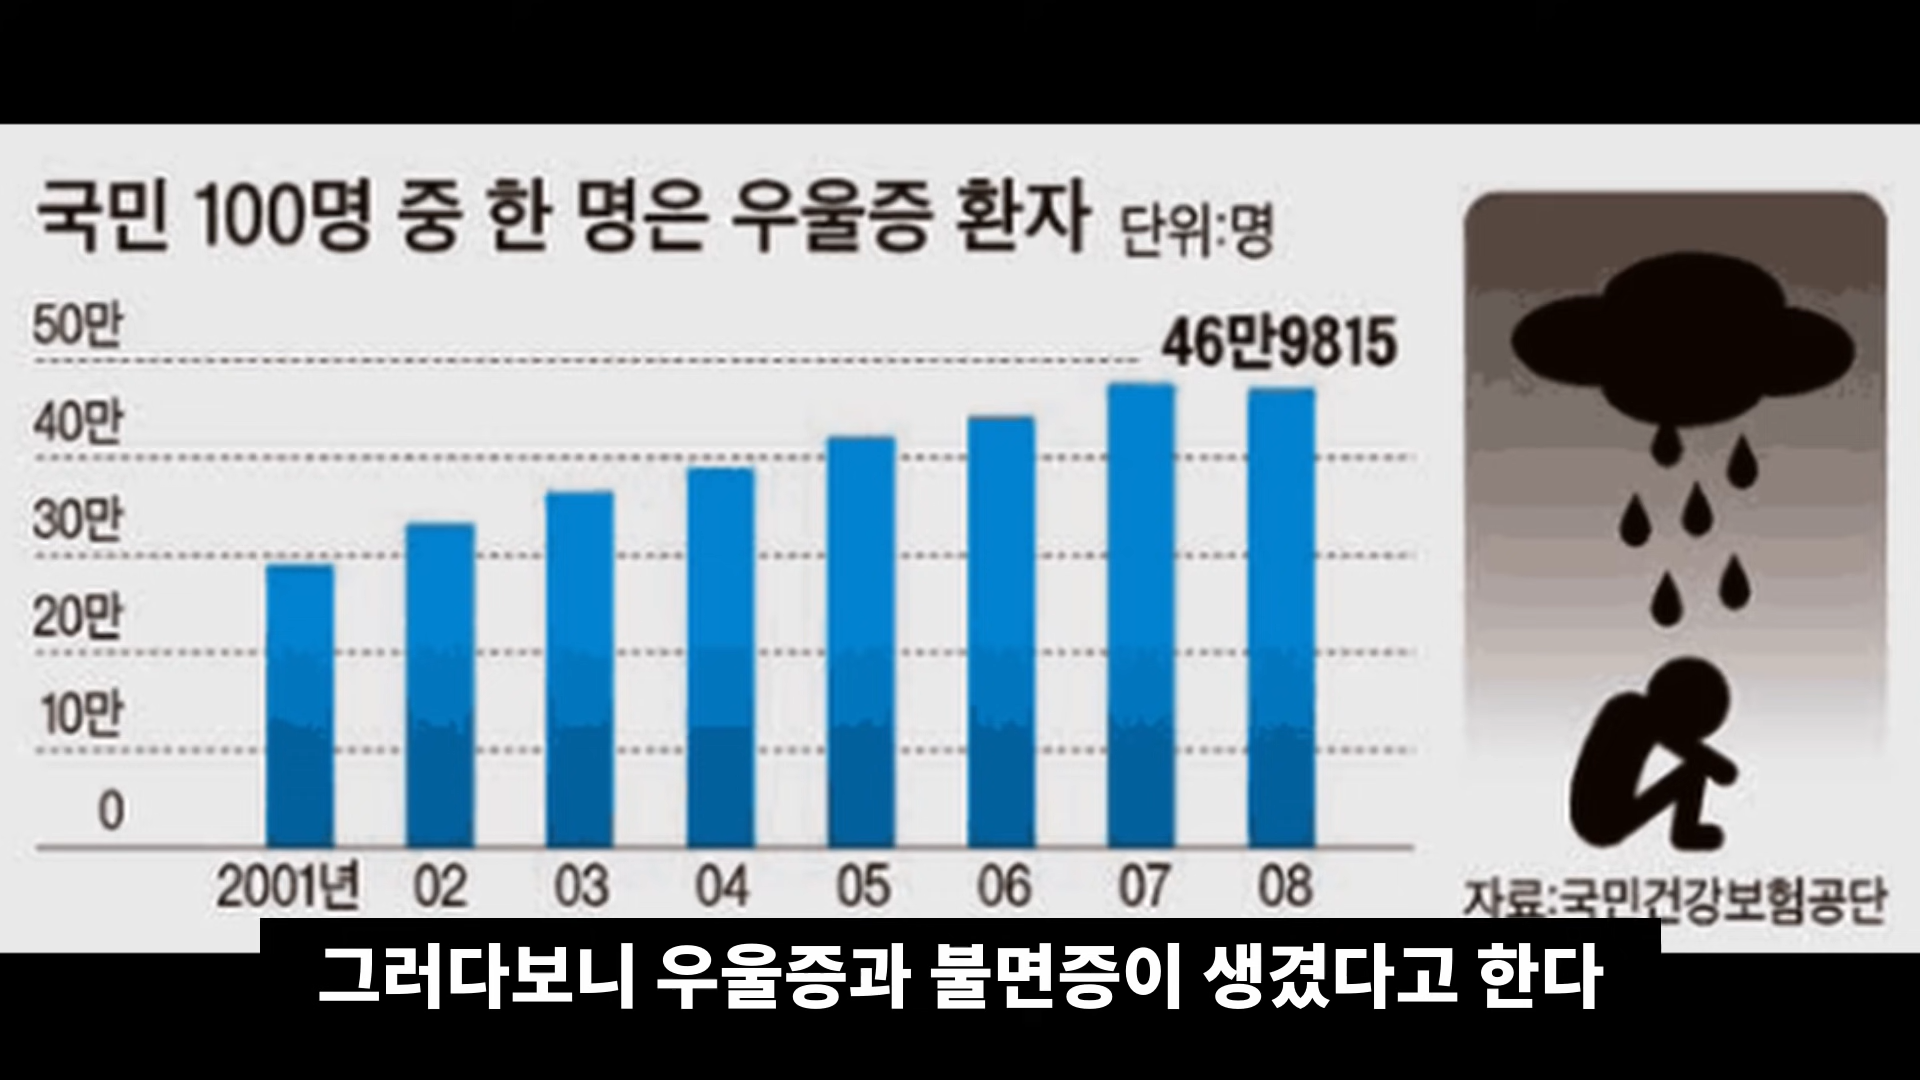 국민 100명 중 한 명은 우울증 환자 단위:명
50만
46만9815
40만
30만
20만
10만
0
2001년 02 03 04 05 06 07 08
자료:국민건강보험공단
그러다보니 우울증과 불면증이 생겼다고 한다